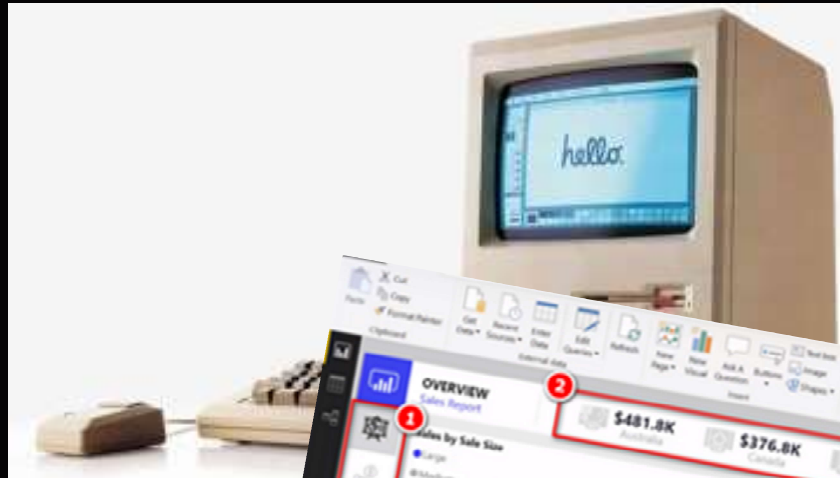 hello.
Paste
Cut
Copy
Format Painter
Clipboard
Get Data
Recent Sources
Enter Data
Edit Queries
Refresh
External data
New Page
New Visual
Ask A Question
Buttons
Text box
Image
Shapes
Insert
OVERVIEW
Sales Report
1
2
$481.8K
Australia
$376.8K
Canada
Sales by Sale Size
Large